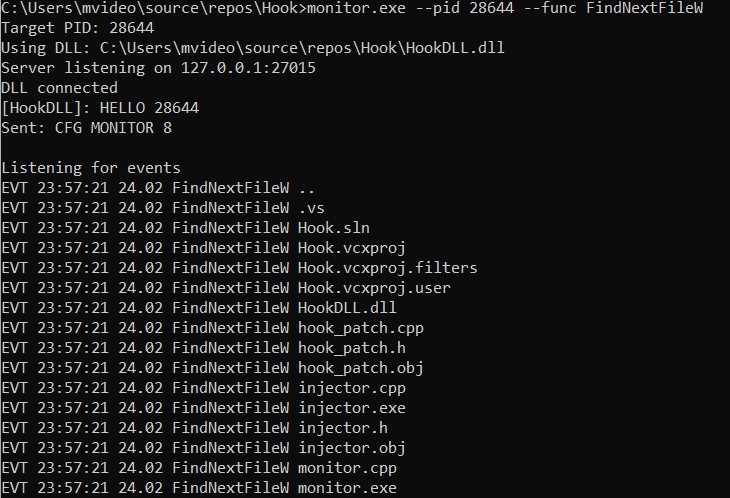 C:\Users\mvideo\source\repos\Hook>monitor.exe --pid 28644 --func FindNextFileW
Target PID: 28644
Using DLL: C:\Users\mvideo\source\repos\Hook\HookDLL.dll
Server listening on 127.0.0.1:27015
DLL connected
[HookDLL]: HELLO 28644
Sent: CFG MONITOR 8
Listening for events
EVT 23:57:21 24.02 FindNextFileW ..
EVT 23:57:21 24.02 FindNextFileW .vs
EVT 23:57:21 24.02 FindNextFileW Hook.sln
EVT 23:57:21 24.02 FindNextFileW Hook.vcxproj
EVT 23:57:21 24.02 FindNextFileW Hook.vcxproj.filters
EVT 23:57:21 24.02 FindNextFileW Hook.vcxproj.user
EVT 23:57:21 24.02 FindNextFileW HookDLL.dll
EVT 23:57:21 24.02 FindNextFileW hook_patch.cpp
EVT 23:57:21 24.02 FindNextFileW hook_patch.h
EVT 23:57:21 24.02 FindNextFileW hook_patch.obj
EVT 23:57:21 24.02 FindNextFileW injector.cpp
EVT 23:57:21 24.02 FindNextFileW injector.exe
EVT 23:57:21 24.02 FindNextFileW injector.h
EVT 23:57:21 24.02 FindNextFileW injector.obj
EVT 23:57:21 24.02 FindNextFileW monitor.cpp
EVT 23:57:21 24.02 FindNextFileW monitor.exe